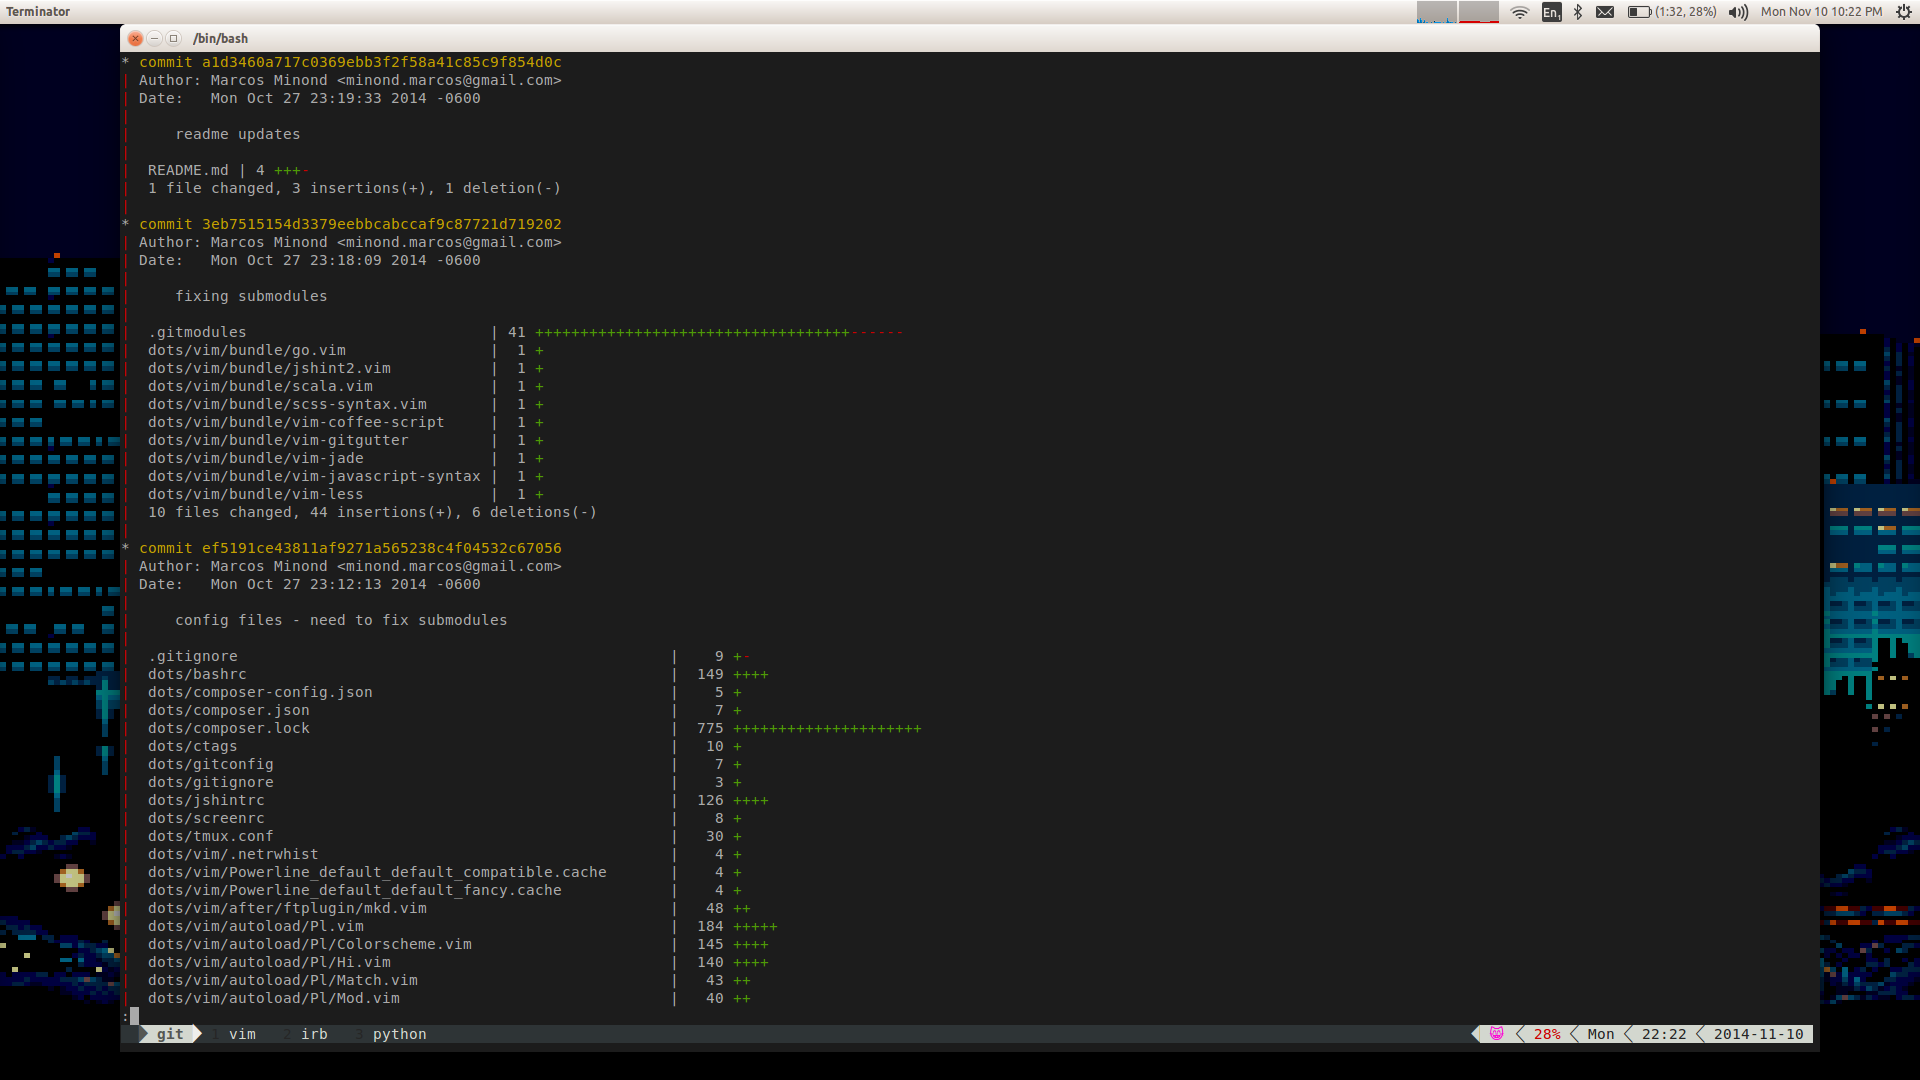 Terminator
En1 (1:32, 28%) Mon Nov 10 10:22 PM
/bin/bash
* commit a1d3460a717c0369ebb3f2f58a41c85c9f854d0c
| Author: Marcos Minond <minond.marcos@gmail.com>
| Date:   Mon Oct 27 23:19:33 2014 -0600
|
|     readme updates
|
|  README.md | 4 +++-
|  1 file changed, 3 insertions(+), 1 deletion(-)
|
* commit 3eb7515154d3379eebbcabccaf9c87721d719202
| Author: Marcos Minond <minond.marcos@gmail.com>
| Date:   Mon Oct 27 23:18:09 2014 -0600
|
|     fixing submodules
|
|  .gitmodules                           | 41 +++++++++++++++++++++++++++++++++++------
|  dots/vim/bundle/go.vim                |  1 +
|  dots/vim/bundle/jshint2.vim           |  1 +
|  dots/vim/bundle/scala.vim             |  1 +
|  dots/vim/bundle/scss-syntax.vim       |  1 +
|  dots/vim/bundle/vim-coffee-script     |  1 +
|  dots/vim/bundle/vim-gitgutter         |  1 +
|  dots/vim/bundle/vim-jade              |  1 +
|  dots/vim/bundle/vim-javascript-syntax |  1 +
|  dots/vim/bundle/vim-less              |  1 +
|  10 files changed, 44 insertions(+), 6 deletions(-)
|
* commit ef5191ce43811af9271a565238c4f04532c67056
| Author: Marcos Minond <minond.marcos@gmail.com>
| Date:   Mon Oct 27 23:12:13 2014 -0600
|
|     config files - need to fix submodules
|
|  .gitignore                                                |    9 +-
|  dots/bashrc                                               |  149 ++++
|  dots/composer-config.json                                 |    5 +
|  dots/composer.json                                        |    7 +
|  dots/composer.lock                                        |  775 +++++++++++++++++++++
|  dots/ctags                                                |   10 +
|  dots/gitconfig                                            |    7 +
|  dots/gitignore                                            |    3 +
|  dots/jshintrc                                             |  126 ++++
|  dots/screenrc                                             |    8 +
|  dots/tmux.conf                                            |   30 +
|  dots/vim/.netrwhist                                       |    4 +
|  dots/vim/Powerline_default_default_compatible.cache       |    4 +
|  dots/vim/Powerline_default_default_fancy.cache            |    4 +
|  dots/vim/after/ftplugin/mkd.vim                           |   48 ++
|  dots/vim/autoload/Pl.vim                                  |  184 +++++
|  dots/vim/autoload/Pl/Colorscheme.vim                      |  145 ++++
|  dots/vim/autoload/Pl/Hi.vim                               |  140 ++++
|  dots/vim/autoload/Pl/Match.vim                            |   43 ++
|  dots/vim/autoload/Pl/Mod.vim                              |   40 ++
:
git 1 vim 2 irb 3 python 28% Mon 22:22 2014-11-10